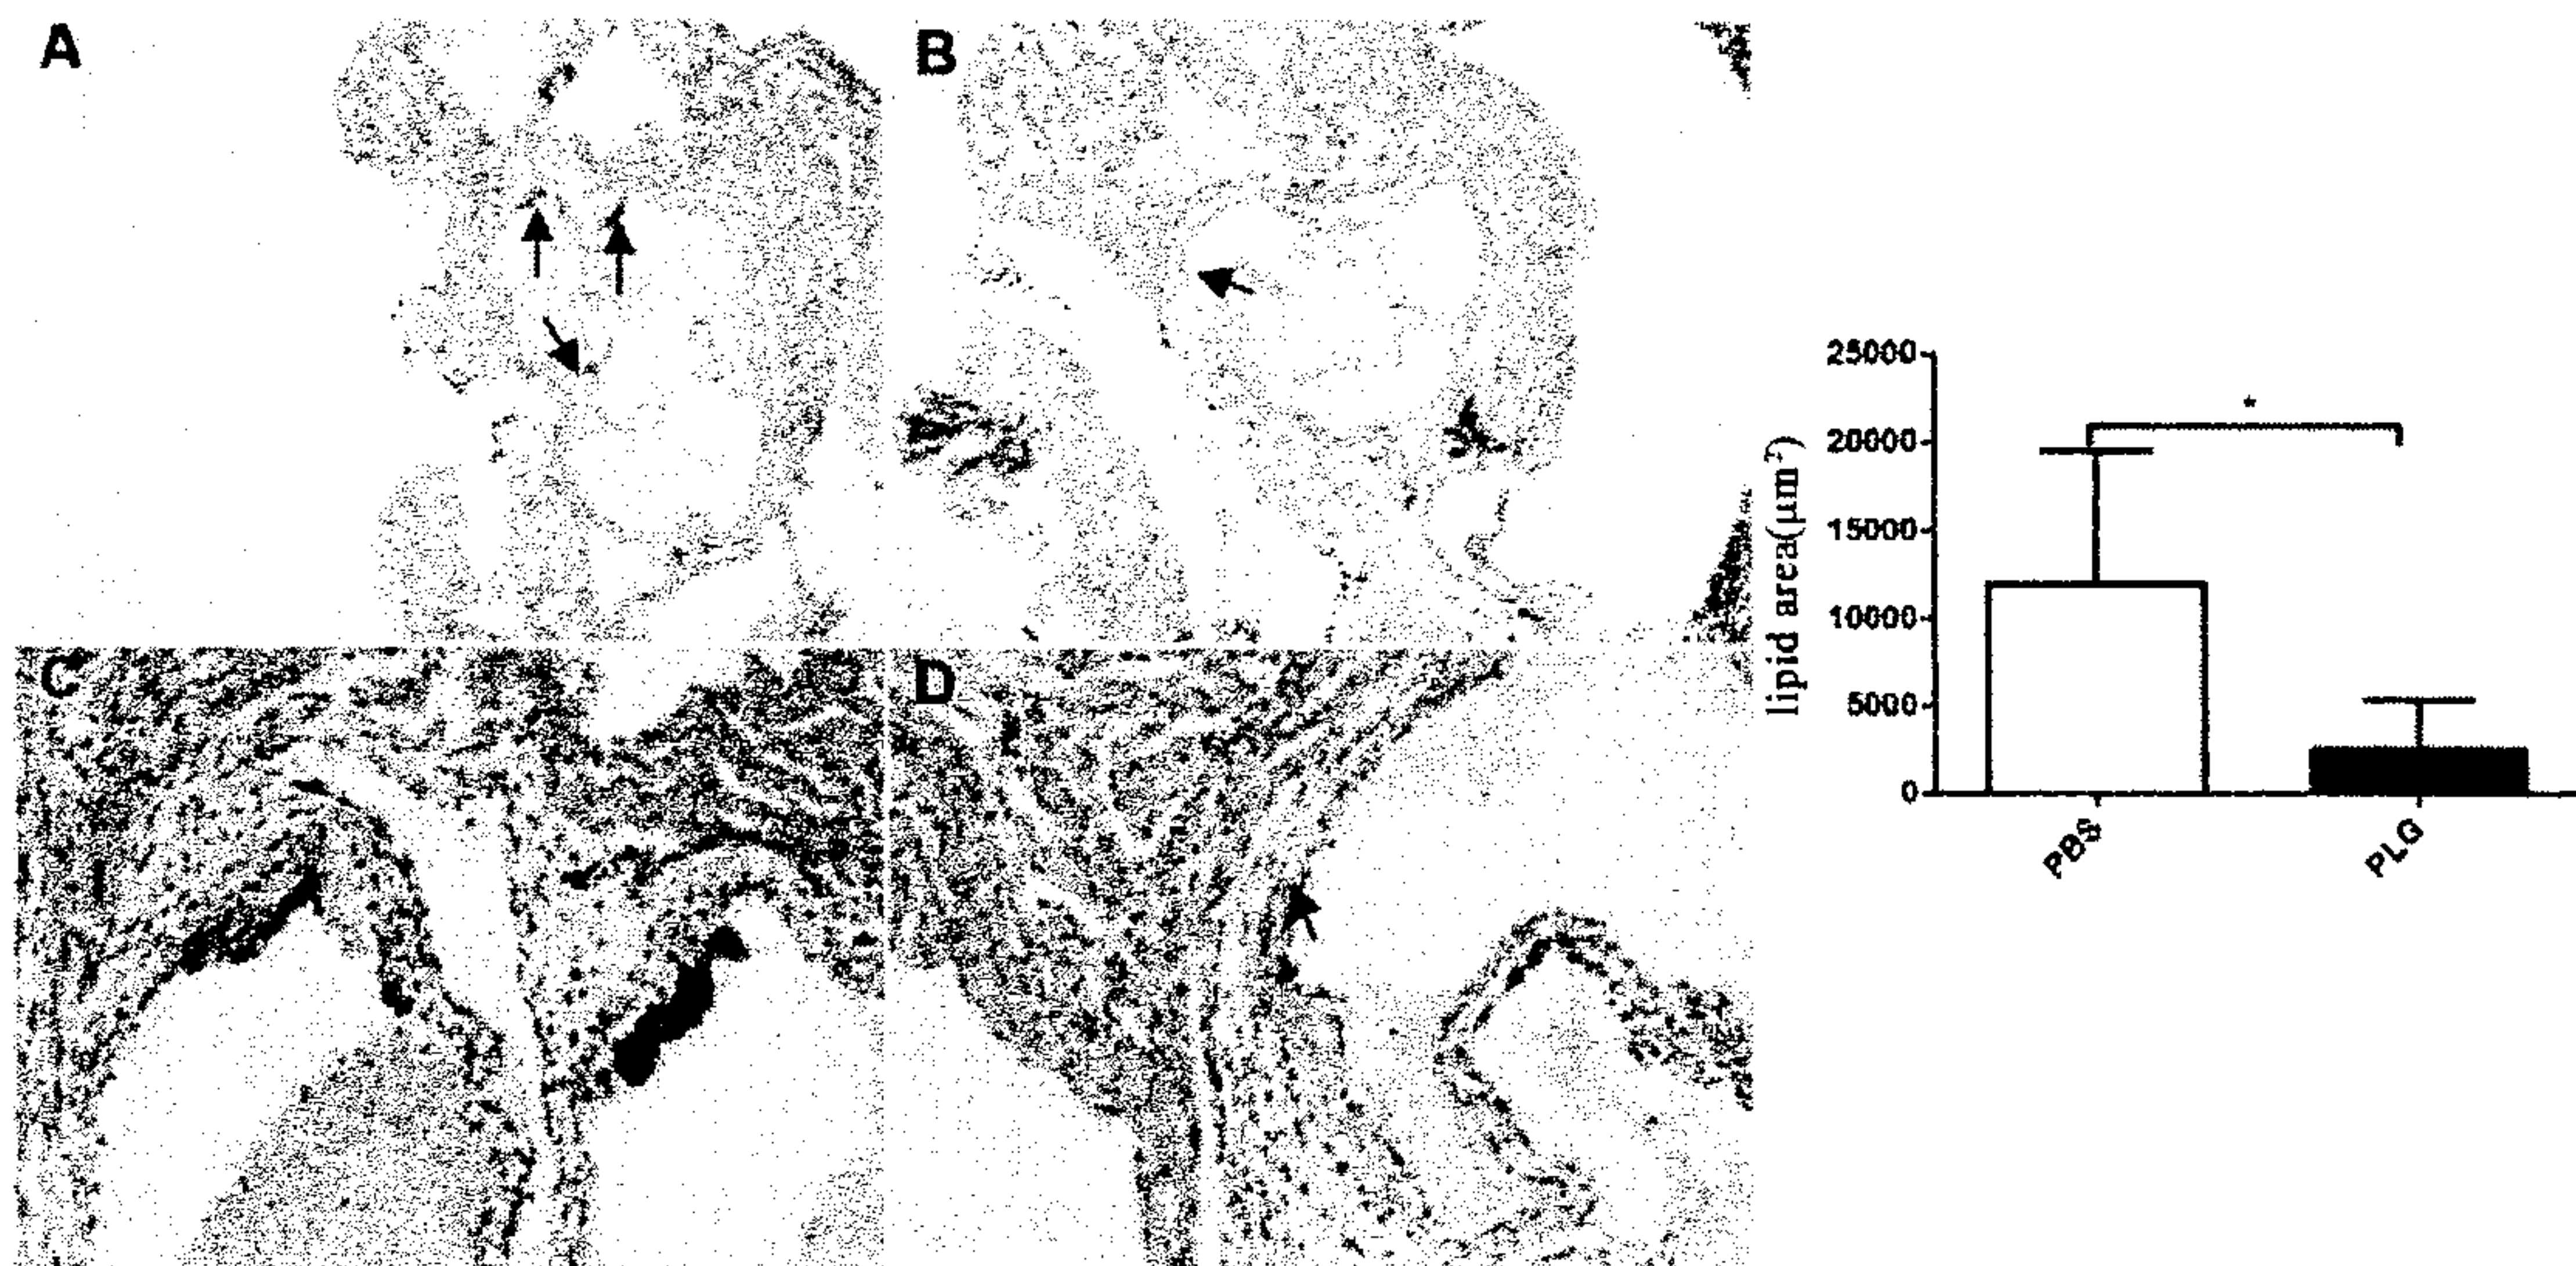 A
B
C
D
25000
20000
15000
10000
5000
0
lipid area(μm²)
*
PBS
PLG